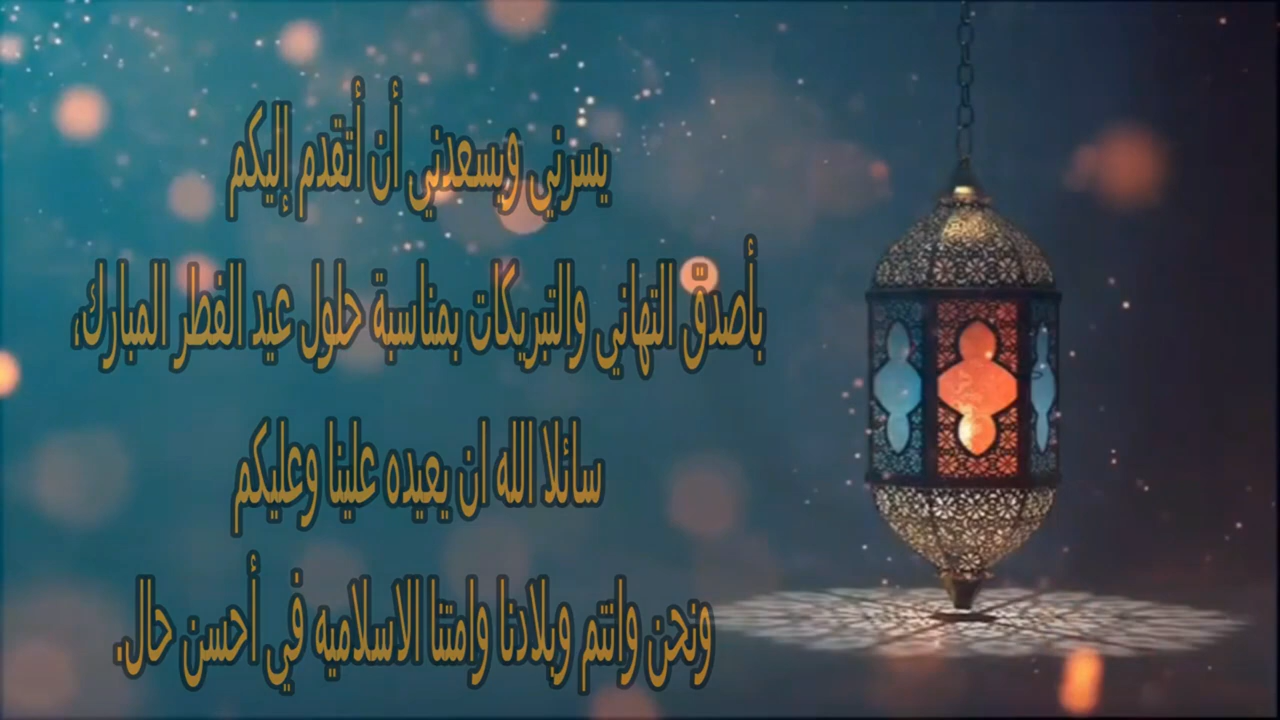 يسرني ويسعدني أن أتقدم إليكم
بأصدق التهاني والتبريكات بمناسبة حلول عيد الفطر المبارك،
سائلا الله ان يعيده علينا وعليكم
ونحن وانتم وبلادنا وامتنا الاسلاميه في أحسن حال.